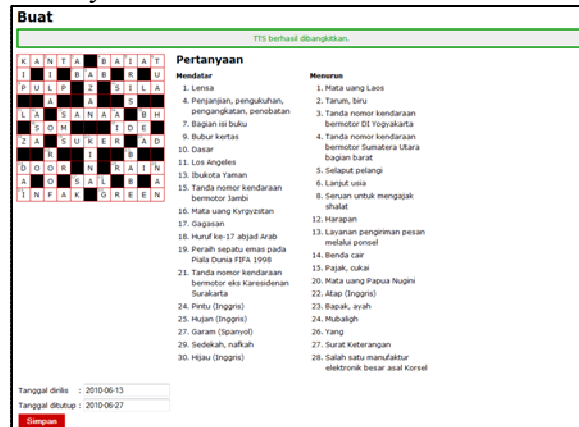 Buat
TTS berhasil dibangkitkan.
K A N T A B A I A T
I I B A B R U
P U L P Z S I L A
A A S
L A S A N A A B H
S O M I D E
Z A S U K E R A D
R I B
D O O R N R A I N
A O S A L B A
I N F A K G R E E N
Pertanyaan
Mendatar
1. Lensa
4. Perjanjian, pengukuhan,
pengangkatan, penobatan
7. Bagian isi buku
9. Bubur kertas
10. Dasar
11. Los Angeles
13. Ibukota Yaman
15. Tanda nomor kendaraan
bermotor Jambi
16. Mata uang Kyrgyzstan
17. Gagasan
18. Huruf ke-17 abjad Arab
19. Peraih sepatu emas pada
Piala Dunia FIFA 1998
21. Tanda nomor kendaraan
bermotor eks Karesidenan
Surakarta
24. Pintu (Inggris)
25. Hujan (Inggris)
27. Garam (Spanyol)
29. Sedekah, nafkah
30. Hijau (Inggris)
Menurun
1. Mata uang Laos
2. Tarum, biru
3. Tanda nomor kendaraan
bermotor DI Yogyakarta
4. Tanda nomor kendaraan
bermotor Sumatera Utara
bagian barat
5. Selaput pelangi
6. Lanjut usia
8. Seruan untuk mengajak
shalat
12. Harapan
13. Layanan pengiriman pesan
melalui ponsel
14. Benda cair
15. Pajak, cukai
20. Mata uang Papua Nugini
22. Atap (Inggris)
23. Bapak, ayah
24. Mubaligh
26. Yang
27. Surat Keterangan
28. Salah satu manufaktur
elektronik besar asal Korsel
Tanggal dirilis : 2010-06-13
Tanggal ditutup : 2010-06-27
Simpan